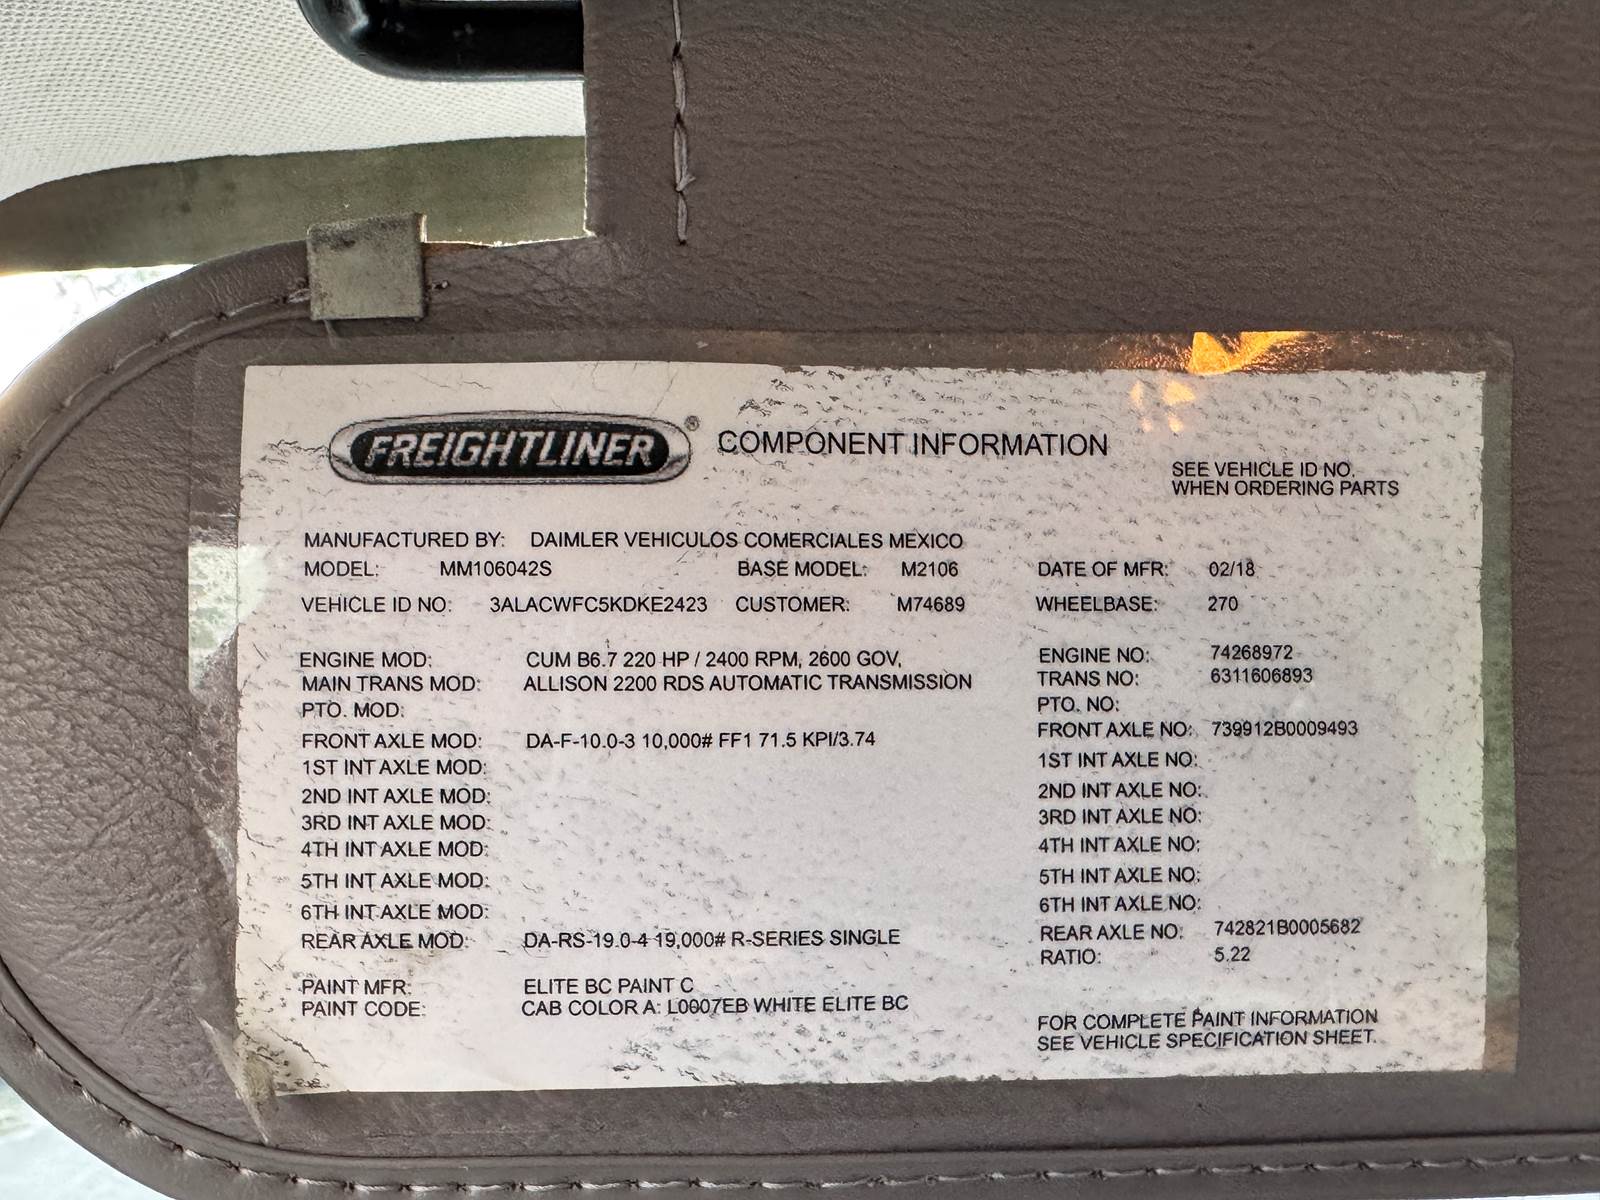 FREIGHTLINER ® COMPONENT INFORMATION
SEE VEHICLE ID NO.
WHEN ORDERING PARTS
MANUFACTURED BY: DAIMLER VEHICULOS COMERCIALES MEXICO
MODEL: MM106042S BASE MODEL: M2106 DATE OF MFR: 02/18
VEHICLE ID NO: 3ALACWFC5KDKE2423 CUSTOMER: M74689 WHEELBASE: 270
ENGINE MOD: CUM B6.7 220 HP / 2400 RPM, 2600 GOV, ENGINE NO: 74268972
MAIN TRANS MOD: ALLISON 2200 RDS AUTOMATIC TRANSMISSION TRANS NO: 6311606893
PTO. MOD: PTO. NO:
FRONT AXLE MOD: DA-F-10.0-3 10,000# FF1 71.5 KPI/3.74 FRONT AXLE NO: 739912B0009493
1ST INT AXLE MOD: 1ST INT AXLE NO:
2ND INT AXLE MOD: 2ND INT AXLE NO:
3RD INT AXLE MOD: 3RD INT AXLE NO:
4TH INT AXLE MOD: 4TH INT AXLE NO:
5TH INT AXLE MOD: 5TH INT AXLE NO:
6TH INT AXLE MOD: 6TH INT AXLE NO:
REAR AXLE MOD: DA-RS-19.0-4 19,000# R-SERIES SINGLE REAR AXLE NO: 742821B0005682
RATIO: 5.22
PAINT MFR: ELITE BC PAINT C
PAINT CODE: CAB COLOR A: L0007EB WHITE ELITE BC
FOR COMPLETE PAINT INFORMATION
SEE VEHICLE SPECIFICATION SHEET.